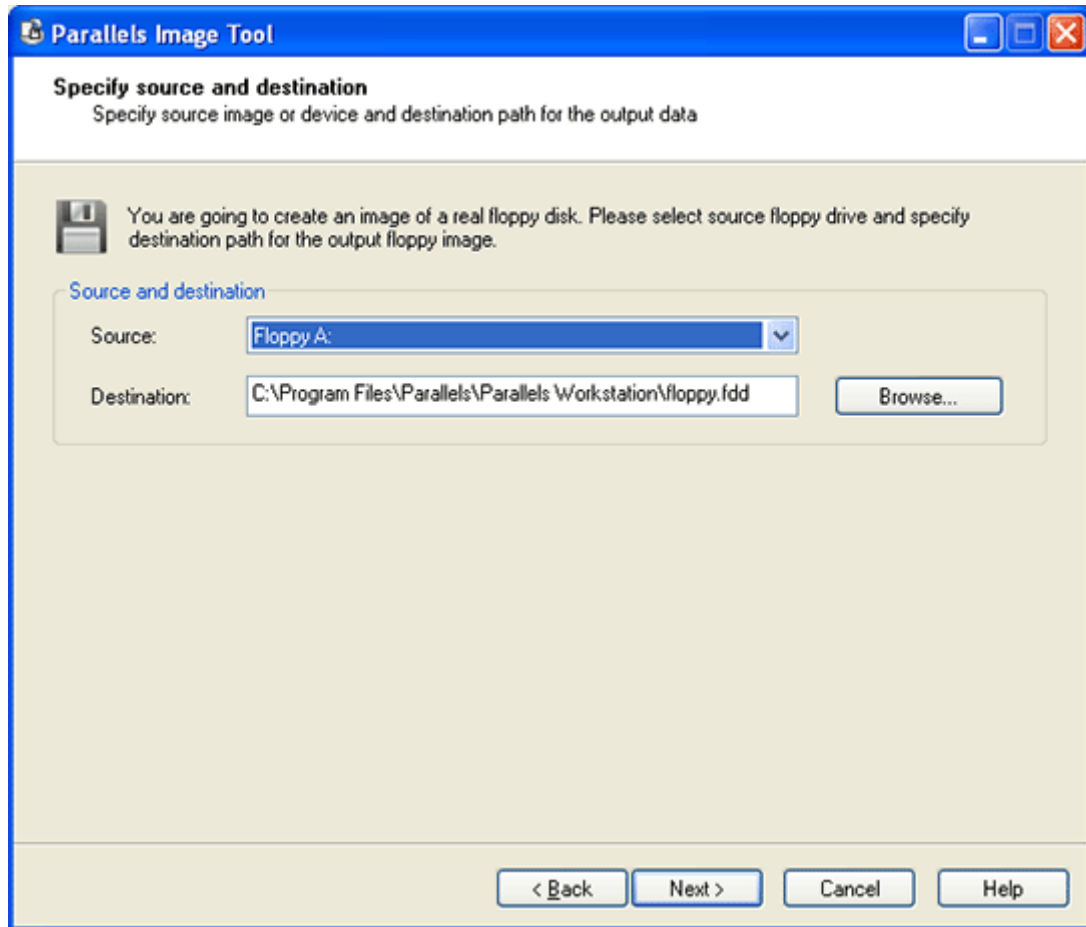 Parallels Image Tool
Specify source and destination
Specify source image or device and destination path for the output data
You are going to create an image of a real floppy disk. Please select source floppy drive and specify
destination path for the output floppy image.
Source and destination
Source:
Floppy A:
Destination:
C:\Program Files\Parallels\Parallels Workstation\floppy.fdd
Browse...
< Back
Next >
Cancel
Help